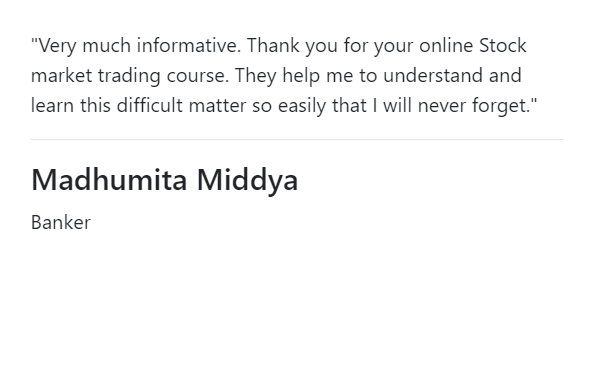 "Very much informative. Thank you for your online Stock
market trading course. They help me to understand and
learn this difficult matter so easily that I will never forget."
Madhumita Middya
Banker